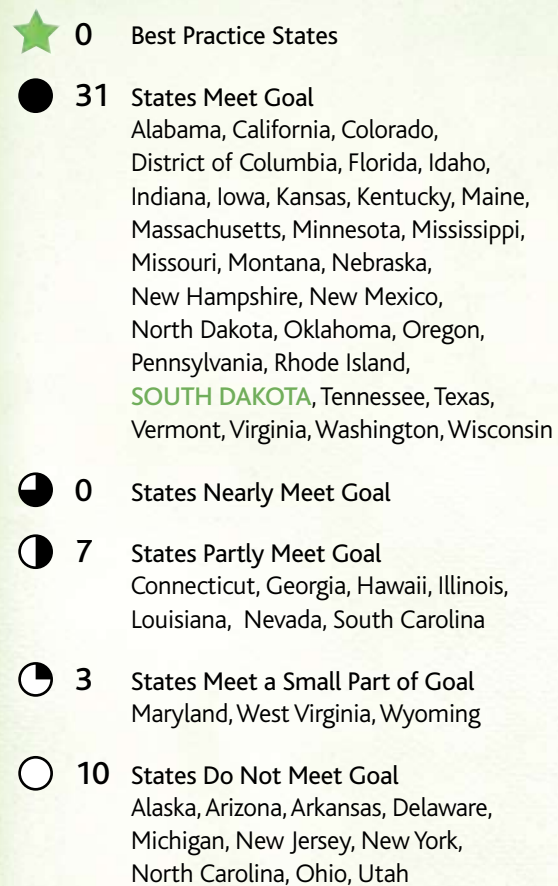 0 Best Practice States
31 States Meet Goal
Alabama, California, Colorado,
District of Columbia, Florida, Idaho,
Indiana, Iowa, Kansas, Kentucky, Maine,
Massachusetts, Minnesota, Mississippi,
Missouri, Montana, Nebraska,
New Hampshire, New Mexico,
North Dakota, Oklahoma, Oregon,
Pennsylvania, Rhode Island,
SOUTH DAKOTA, Tennessee, Texas,
Vermont, Virginia, Washington, Wisconsin
0 States Nearly Meet Goal
7 States Partly Meet Goal
Connecticut, Georgia, Hawaii, Illinois,
Louisiana, Nevada, South Carolina
3 States Meet a Small Part of Goal
Maryland, West Virginia, Wyoming
10 States Do Not Meet Goal
Alaska, Arizona, Arkansas, Delaware,
Michigan, New Jersey, New York,
North Carolina, Ohio, Utah